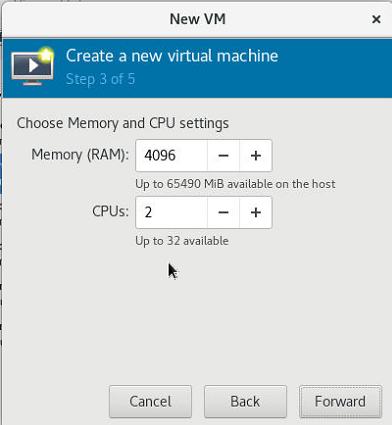 New VM
Create a new virtual machine
Step 3 of 5
Choose Memory and CPU settings
Memory (RAM): 4096 − +
Up to 65490 MiB available on the host
CPUs: 2 − +
Up to 32 available
Cancel Back Forward